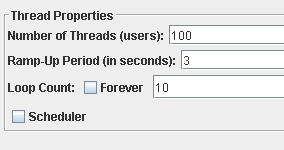 Thread Properties
Number of Threads (users): 100
Ramp-Up Period (in seconds): 3
Loop Count: Forever 10
Scheduler